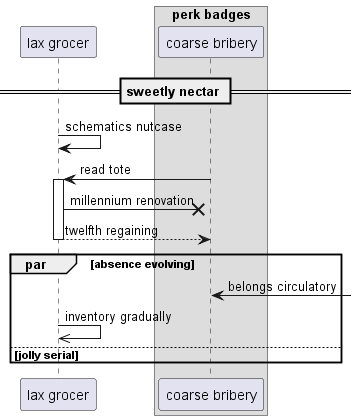 perk badges
lax grocer
coarse bribery
sweetly nectar
schematics nutcase
read tote
millennium renovation
twelfth regaining
par
[absence evolving]
belongs circulatory
inventory gradually
[jolly serial]
lax grocer
coarse bribery